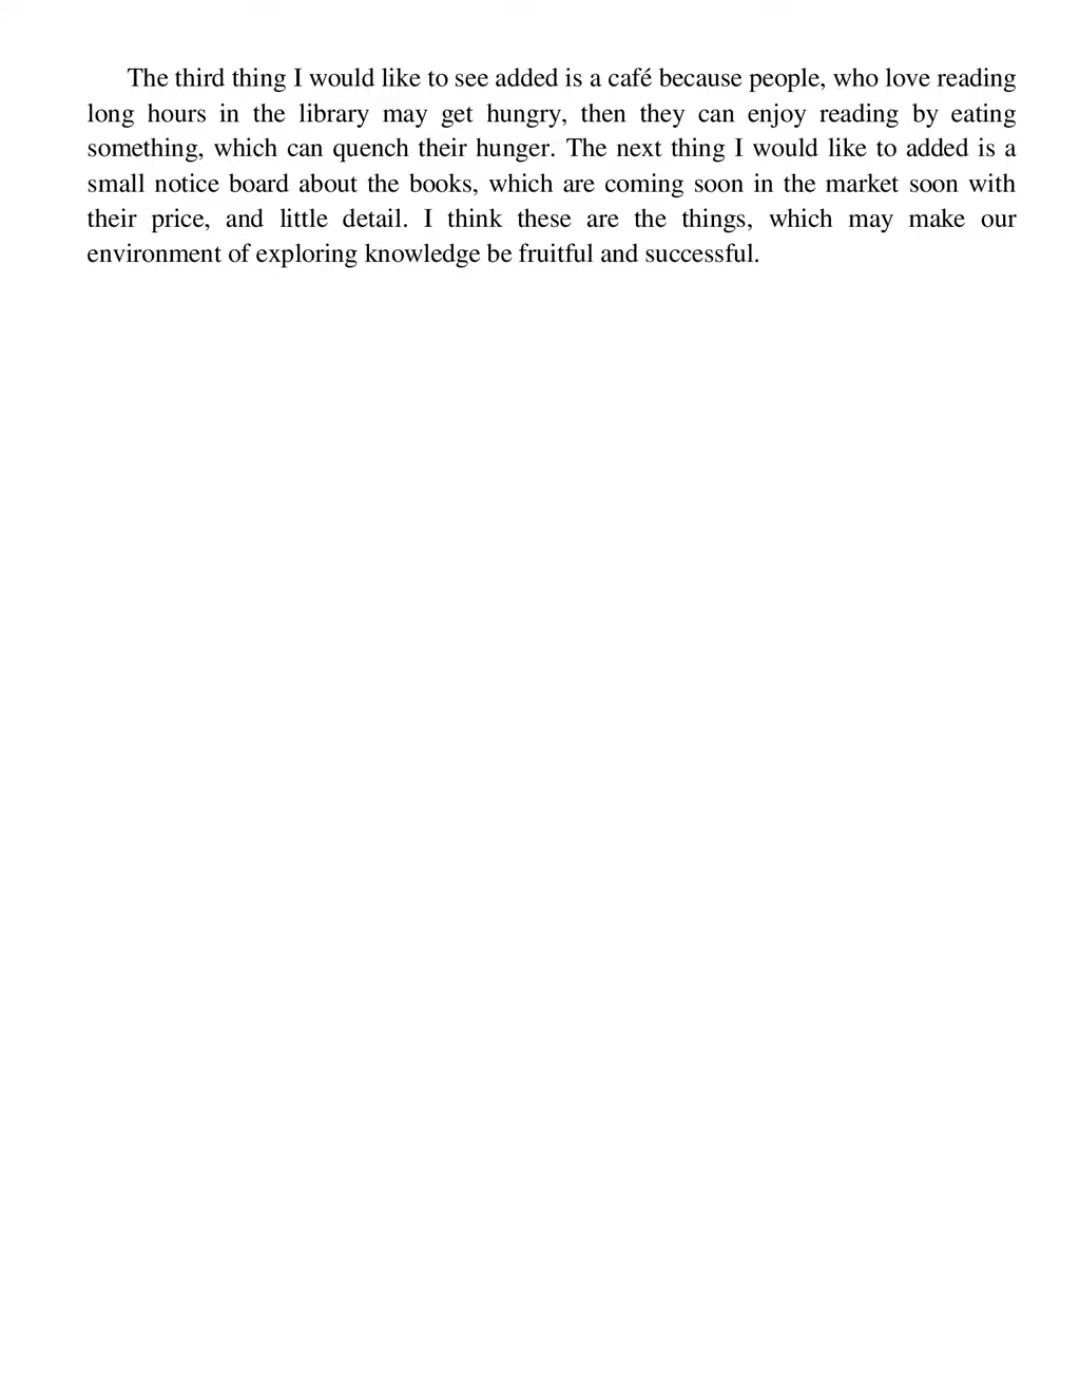 The third thing I would like to see added is a café because people, who love reading
long hours in the library may get hungry, then they can enjoy reading by eating
something, which can quench their hunger. The next thing I would like to added is a
small notice board about the books, which are coming soon in the market soon with
their price, and little detail. I think these are the things, which may make our
environment of exploring knowledge be fruitful and successful.